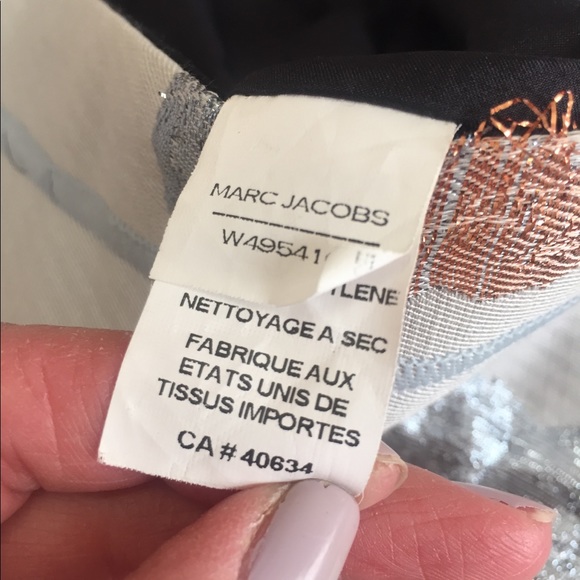 MARC JACOBS
NETTOYAGE A SEC
FABRIQUE AUX
ETATS UNIS DE
TISSUS IMPORTES
CA # 40634